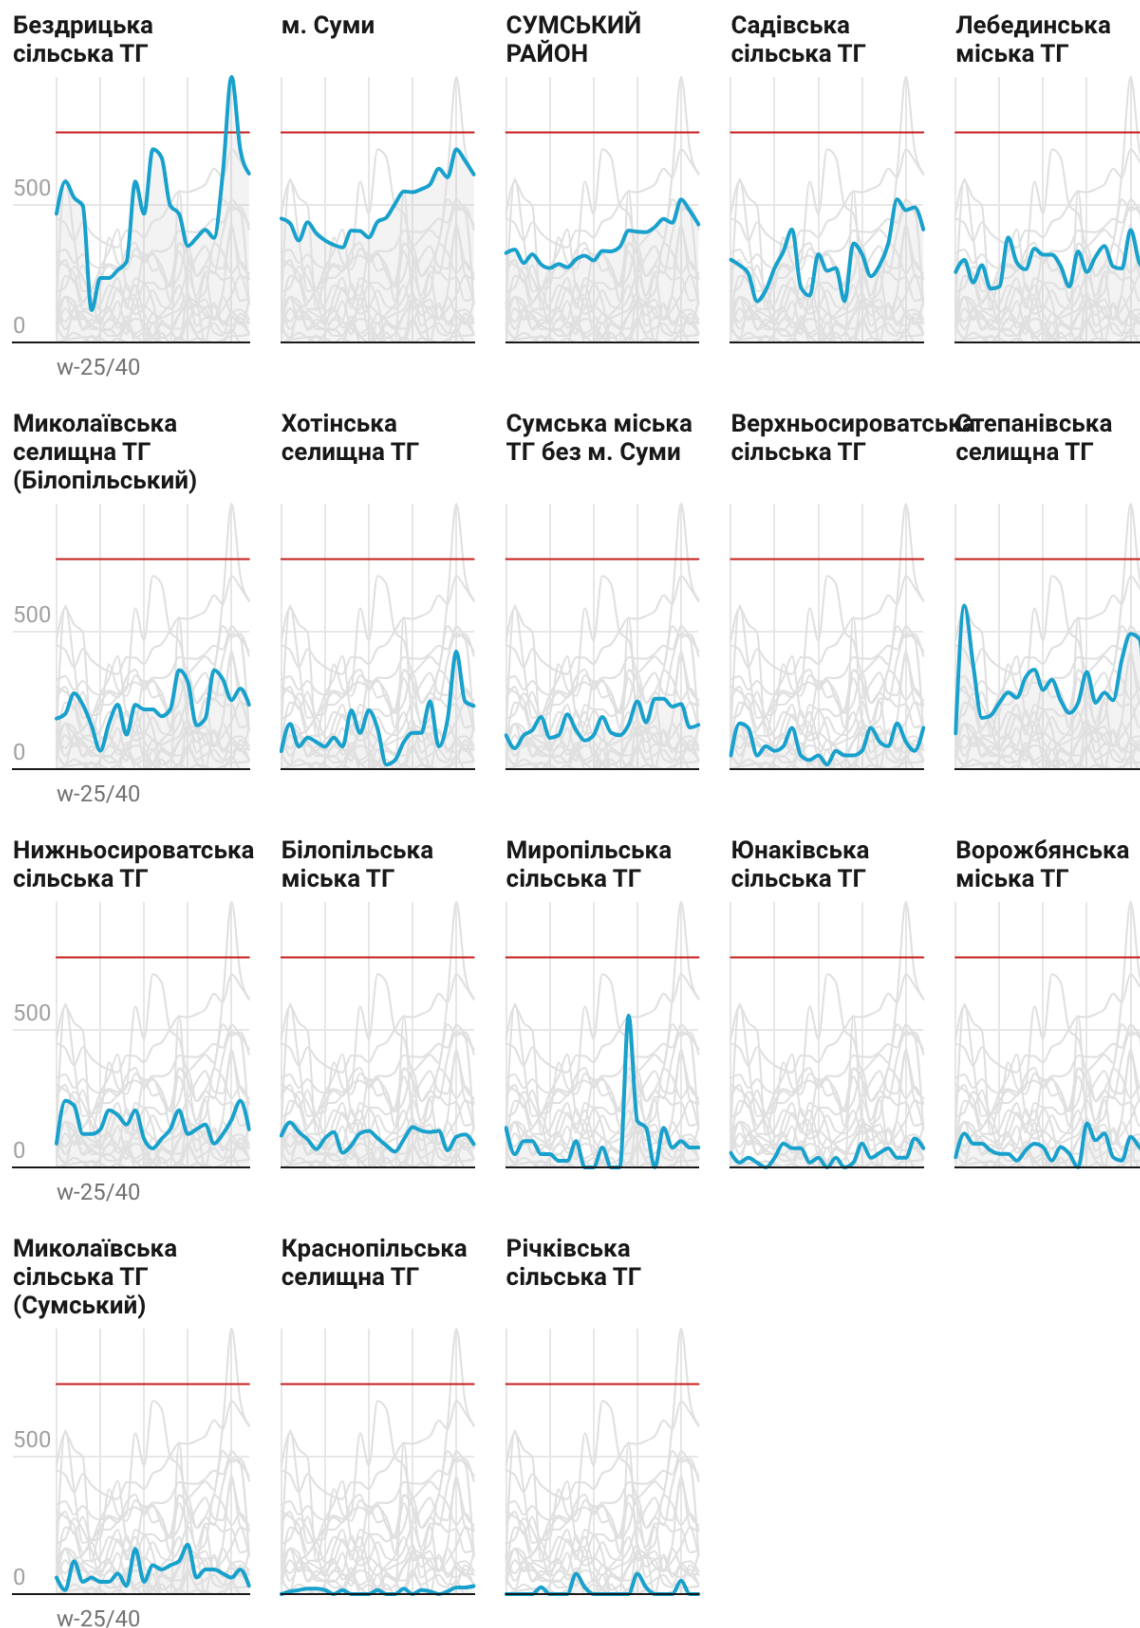 Бездрицька
сільська ТГ
м. Суми
СУМСЬКИЙ
РАЙОН
Садівська
сільська ТГ
Лебединська
міська ТГ
500
0
w-25/40
Миколаївська
селищна ТГ
(Білопільський)
Хотінська
селищна ТГ
Сумська міська
ТГ без м. Суми
Верхньосироватська
сільська ТГ
Степанівська
селищна ТГ
500
0
w-25/40
Нижньосироватська
сільська ТГ
Білопільська
міська ТГ
Миропільська
сільська ТГ
Юнаківська
сільська ТГ
Ворожбянська
міська ТГ
500
0
w-25/40
Миколаївська
сільська ТГ
(Сумський)
Краснопільська
селищна ТГ
Річківська
сільська ТГ
500
0
w-25/40